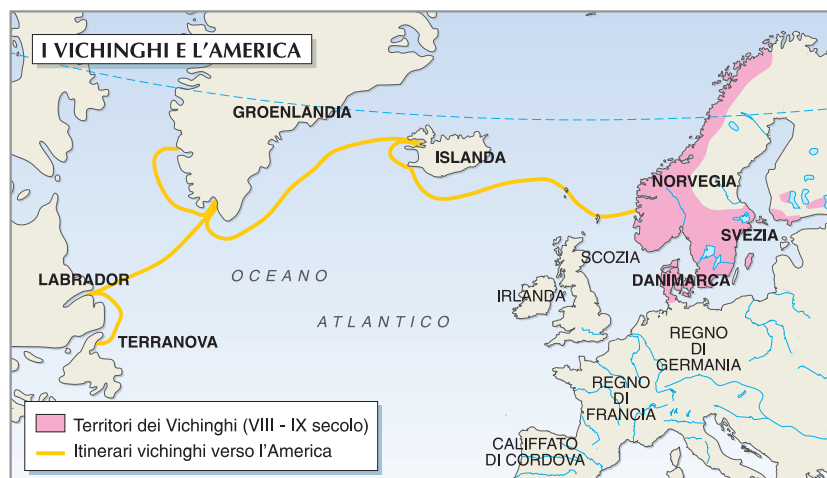 I VICHINGHI E L'AMERICA
GROENLANDIA
ISLANDA
NORVEGIA
SVEZIA
SCOZIA
DANIMARCA
LABRADOR
OCEANO
IRLANDA
ATLANTICO
TERRANOVA
REGNO
DI
GERMANIA
REGNO
DI
FRANCIA
CALIFFATO
DI CORDOVA
Territori dei Vichinghi (VIII - IX secolo)
Itinerari vichinghi verso l'America